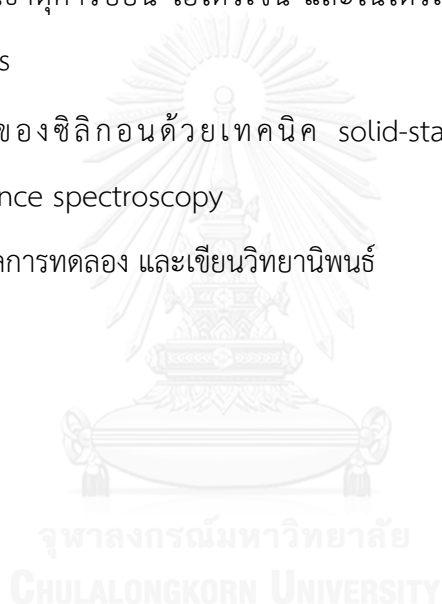 ของซิลิกอนด้วยเทคนิค solid-sta
nce spectroscopy
การทดลอง และเขียนวิทยานิพนธ์
จุฬาลงกรณ์มหาวิทยาลัย
CHULALONGKORN UNIVERSITY